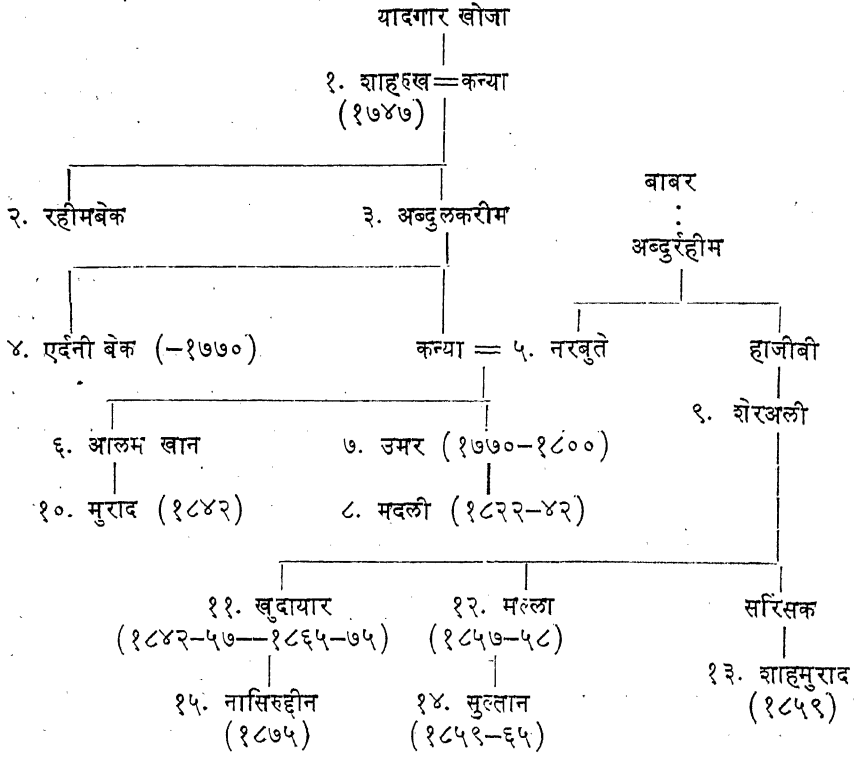 यादगार खोजा
१. शाहरुख=कन्या
(१७४७)
बाबर
२. रहीमबेक ३. अब्दुलकरीम
अब्दुर्रहीम
४. एर्दनी बेक (-१७७०) कन्या = ५. नरबुते हाजीबी
९. शेरअली
६. आलम खान ७. उमर (१७७०-१८००)
१०. मुराद (१८४२) ८. मदली (१८२२-४२)
११. खुदायार १२. मल्ला सरिंसक
(१८४२-५७—१८६५-७५) (१८५७-५८)
१३. शाहमुराद
१५. नासिरुद्दीन १४. सुल्तान (१८५९)
(१८७५) (१८५९-६५)